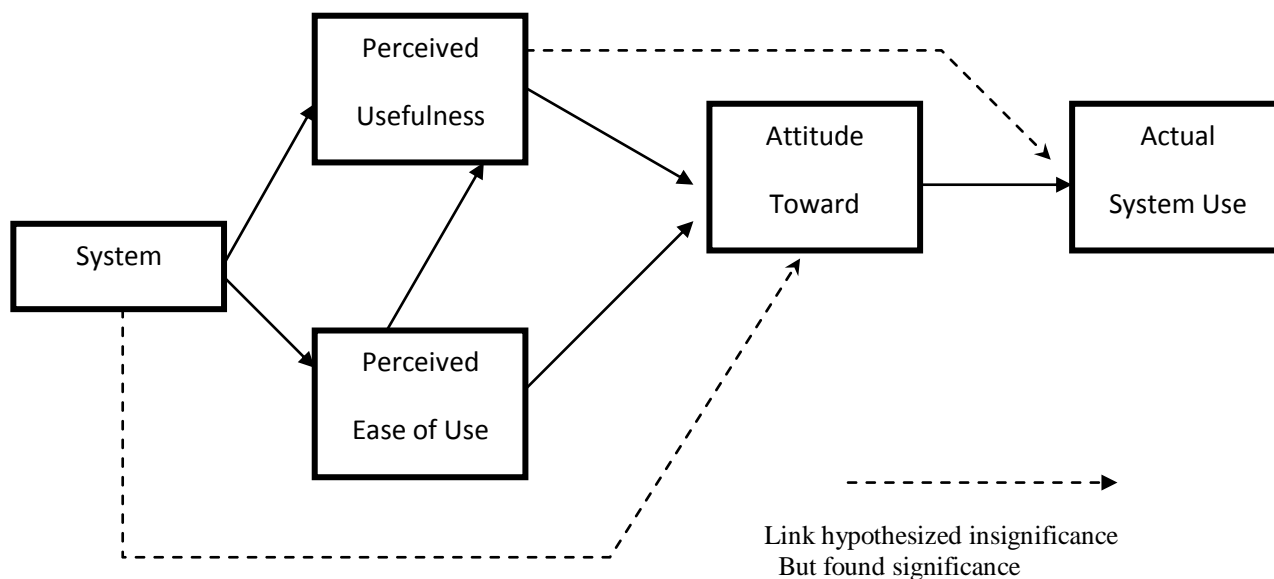 Perceived
Usefulness
Attitude
Toward
Actual
System Use
System
Perceived
Ease of Use
Link hypothesized insignificance
But found significance